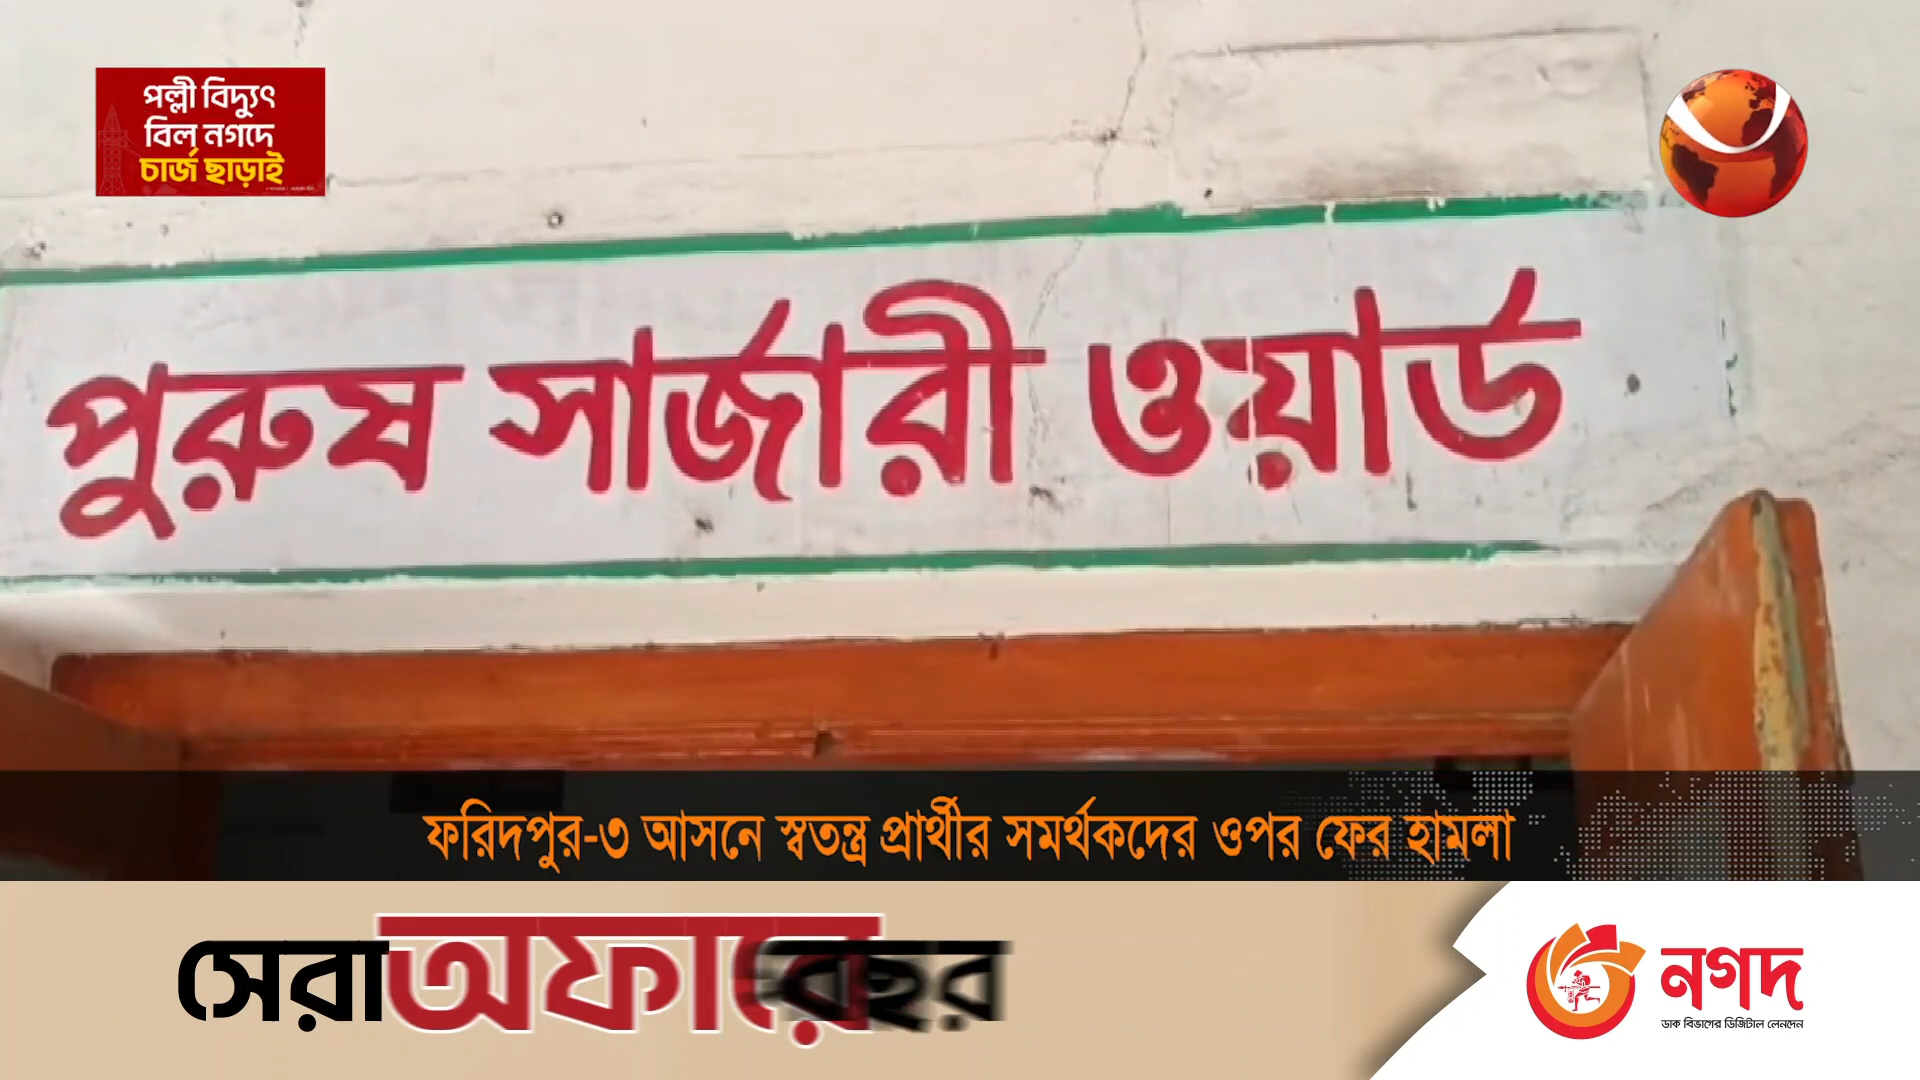 পল্লী বিদ্যুৎ
বিল নগদে
চার্জ ছাড়াই
পুরুষ সার্জারী ওয়ার্ড
ফরিদপুর-৩ আসনে স্বতন্ত্র প্রার্থীর সমর্থকদের ওপর ফের হামলা
সেরা অফারে
নগদ
ডাক বিভাগের ডিজিটাল লেনদেন